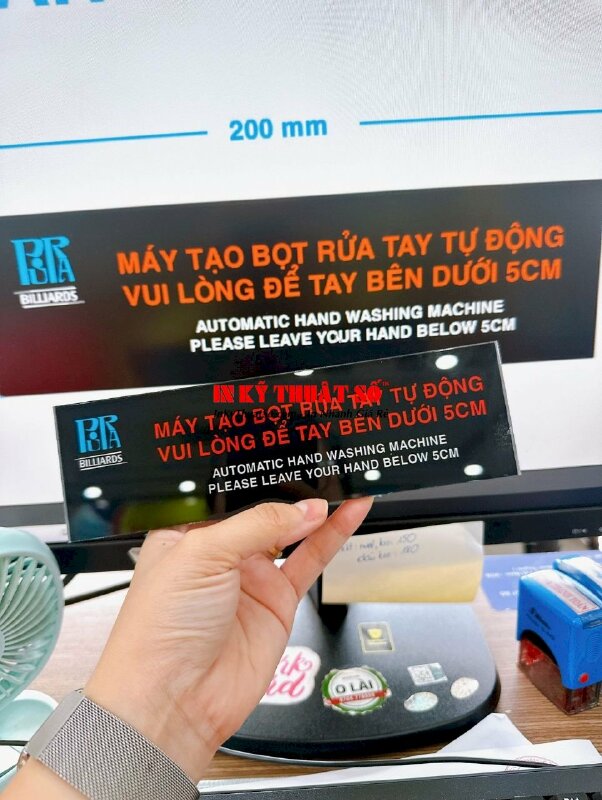 200 mm
PRPTA
BILLIARDS
MÁY TẠO BỌT RỬA TAY TỰ ĐỘNG
VUI LÒNG ĐỂ TAY BÊN DƯỚI 5CM
AUTOMATIC HAND WASHING MACHINE
PLEASE LEAVE YOUR HAND BELOW 5CM
IN KỸ THUẬT SỐ
BILLIARDS
MÁY TẠO BỌT RỬA TAY TỰ ĐỘNG
VUI LÒNG ĐỂ TAY BÊN DƯỚI 5CM
AUTOMATIC HAND WASHING MACHINE
PLEASE LEAVE YOUR HAND BELOW 5CM
Ơ LÀI